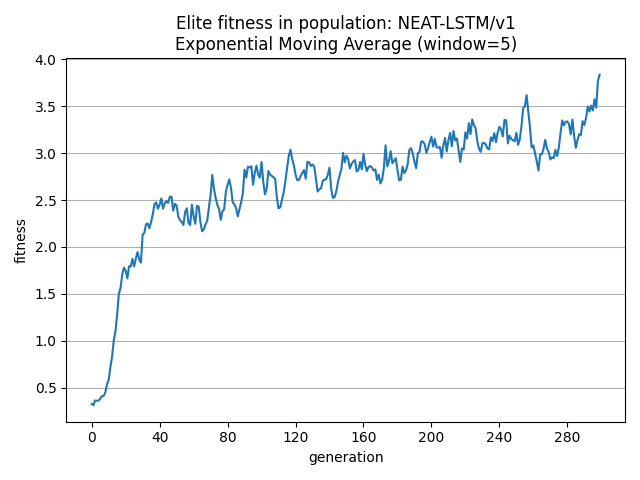 Elite fitness in population: NEAT-LSTM/v1
Exponential Moving Average (window=5)
4.0
3.5
3.0
2.5
2.0
1.5
1.0
0.5
fitness
0 40 80 120 160 200 240 280
generation